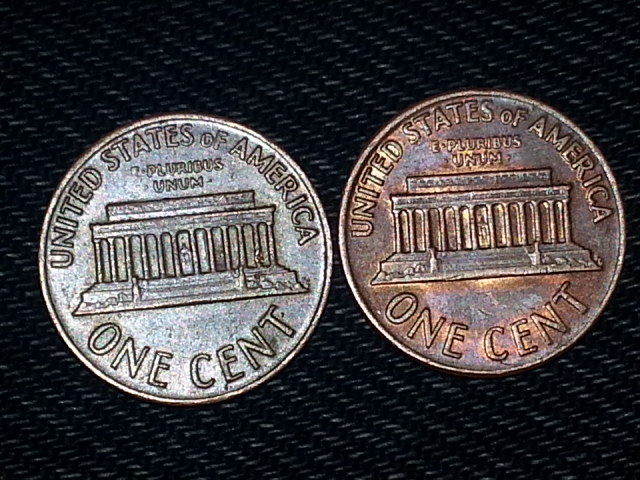 UNITED STATES OF AMERICA
E·PLURIBUS
UNUM·
ONE CENT
UNITED STATES OF AMERICA
E·PLURIBUS
UNUM·
ONE CENT